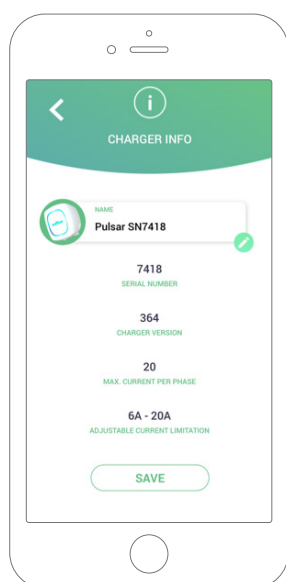 CHARGER INFO
NAME
Pulsar SN7418
7418
SERIAL NUMBER
364
CHARGER VERSION
20
MAX. CURRENT PER PHASE
6A - 20A
ADJUSTABLE CURRENT LIMITATION
SAVE